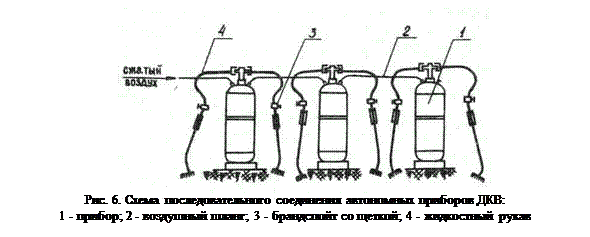 4 3 2 1
сжатый
воздух
Рис. 6. Схема последовательного соединения автономных приборов ДКВ:
1 - прибор; 2 - воздушный шланг; 3 - брандспойт со щеткой; 4 - жидкостный рукав